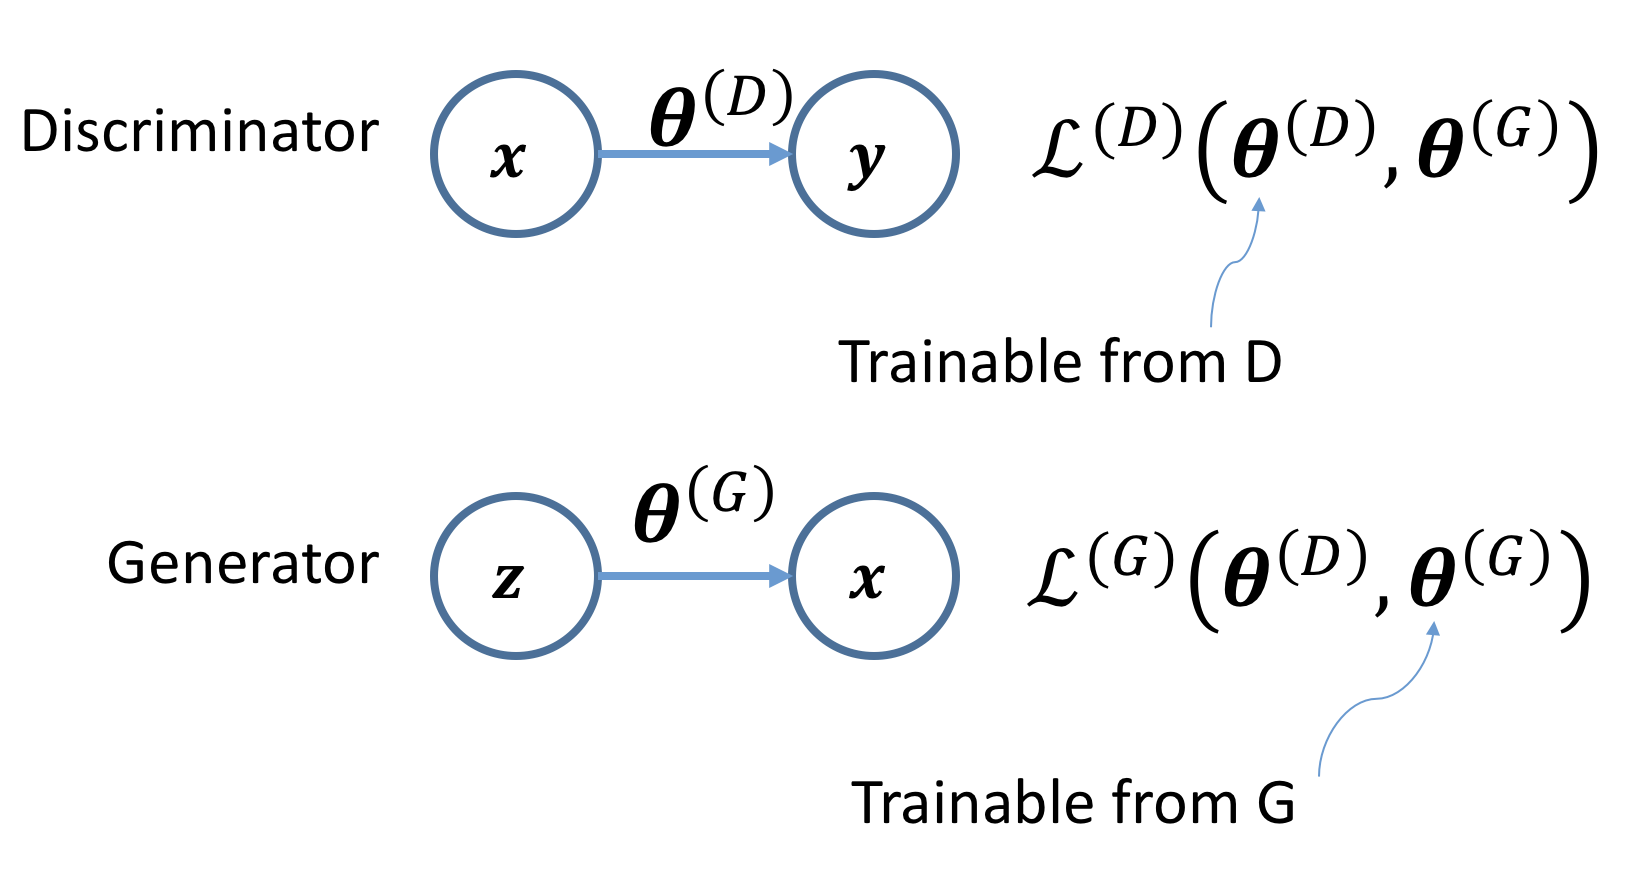 Discriminator x θ^(D) y ℒ^(D)(θ^(D), θ^(G))
Trainable from D
Generator z θ^(G) x ℒ^(G)(θ^(D), θ^(G))
Trainable from G